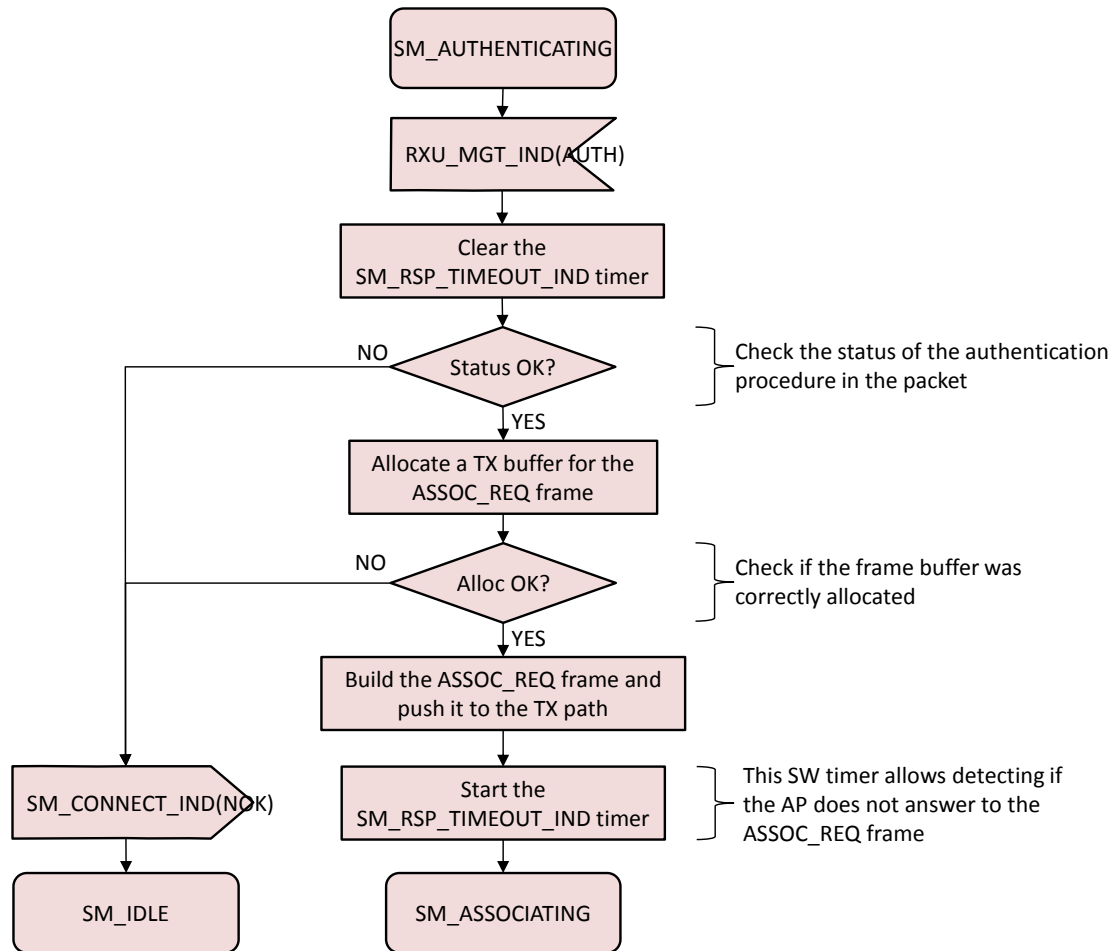 SM_AUTHENTICATING
RXU_MGT_IND(AUTH)
Clear the
SM_RSP_TIMEOUT_IND timer
NO
Status OK?
Check the status of the authentication
procedure in the packet
YES
Allocate a TX buffer for the
ASSOC_REQ frame
NO
Alloc OK?
Check if the frame buffer was
correctly allocated
YES
Build the ASSOC_REQ frame and
push it to the TX path
SM_CONNECT_IND(NOK)
Start the
SM_RSP_TIMEOUT_IND timer
This SW timer allows detecting if
the AP does not answer to the
ASSOC_REQ frame
SM_IDLE
SM_ASSOCIATING